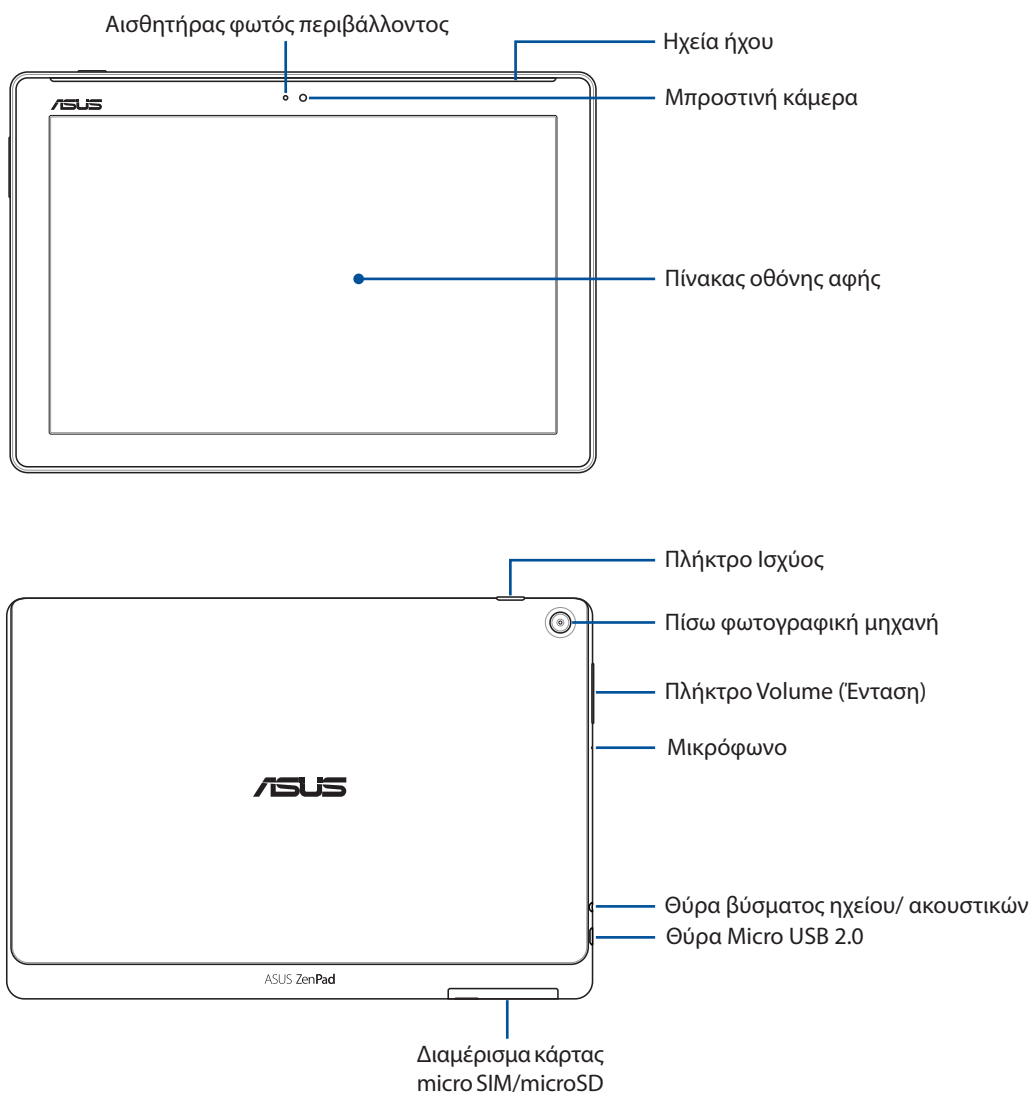 Αισθητήρας φωτός περιβάλλοντος
Ηχεία ήχου
Μπροστινή κάμερα
ASUS
Πίνακας οθόνης αφής
Πλήκτρο Ισχύος
Πίσω φωτογραφική μηχανή
Πλήκτρο Volume (Ένταση)
Μικρόφωνο
ASUS
Θύρα βύσματος ηχείου/ ακουστικών
Θύρα Micro USB 2.0
ASUS ZenPad
Διαμέρισμα κάρτας
micro SIM/microSD